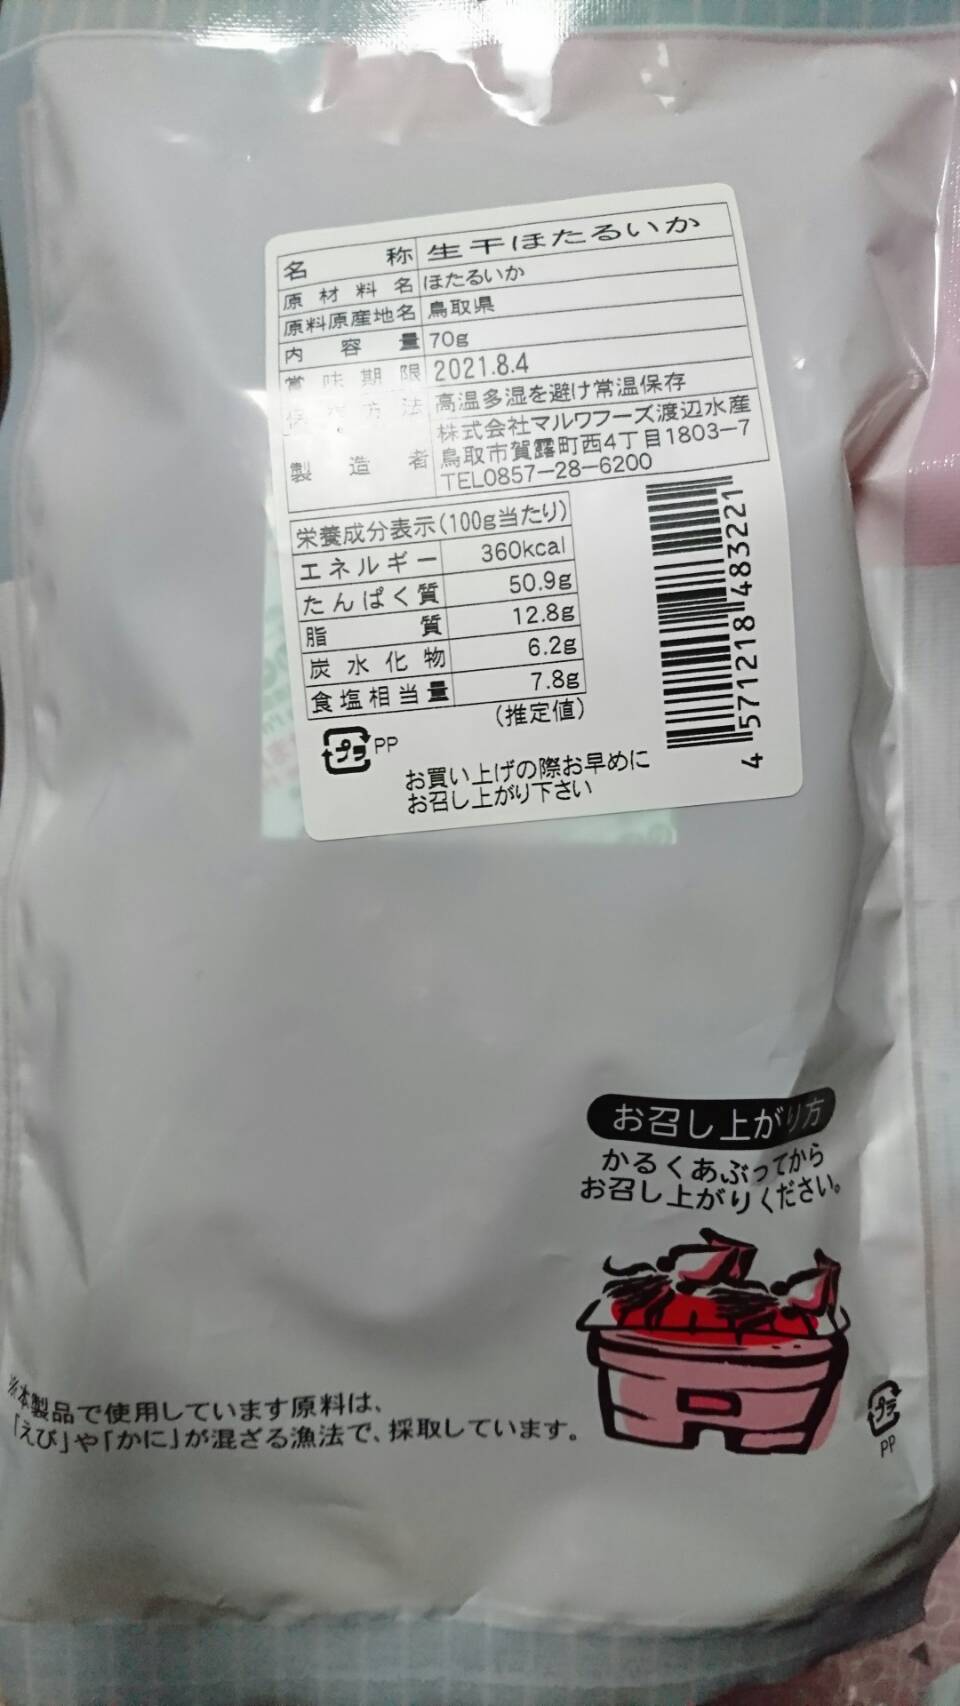 名称 生干ほたるいか
原材料名 ほたるいか
原料原産地名 鳥取県
内容量 70g
賞味期限 2021.8.4
保存方法 高温多湿を避け常温保存
製造者 株式会社マルワフーズ渡辺水産
鳥取市賀露町西4丁目1803-7
TEL0857-28-6200
栄養成分表示(100g当たり)
エネルギー 360kcal
たんぱく質 50.9g
脂質 12.8g
炭水化物 6.2g
食塩相当量 7.8g
(推定値)
プラ PP
お買い上げの際お早めに
お召し上がり下さい
4 571218 483221
お召し上がり方
かるくあぶってから
お召し上がりください。
※本製品で使用しています原料は、
「えび」や「かに」が混ざる漁法で、採取しています。
プラ
PP